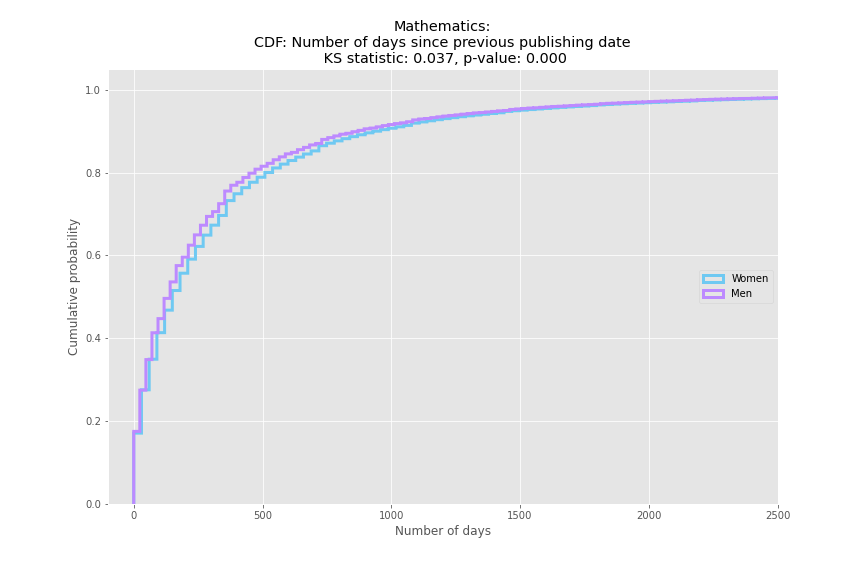 Mathematics:
CDF: Number of days since previous publishing date
KS statistic: 0.037, p-value: 0.000
1.0
0.8
0.6
0.4
0.2
0.0
Cumulative probability
Women
Men
0
500
1000
1500
2000
2500
Number of days